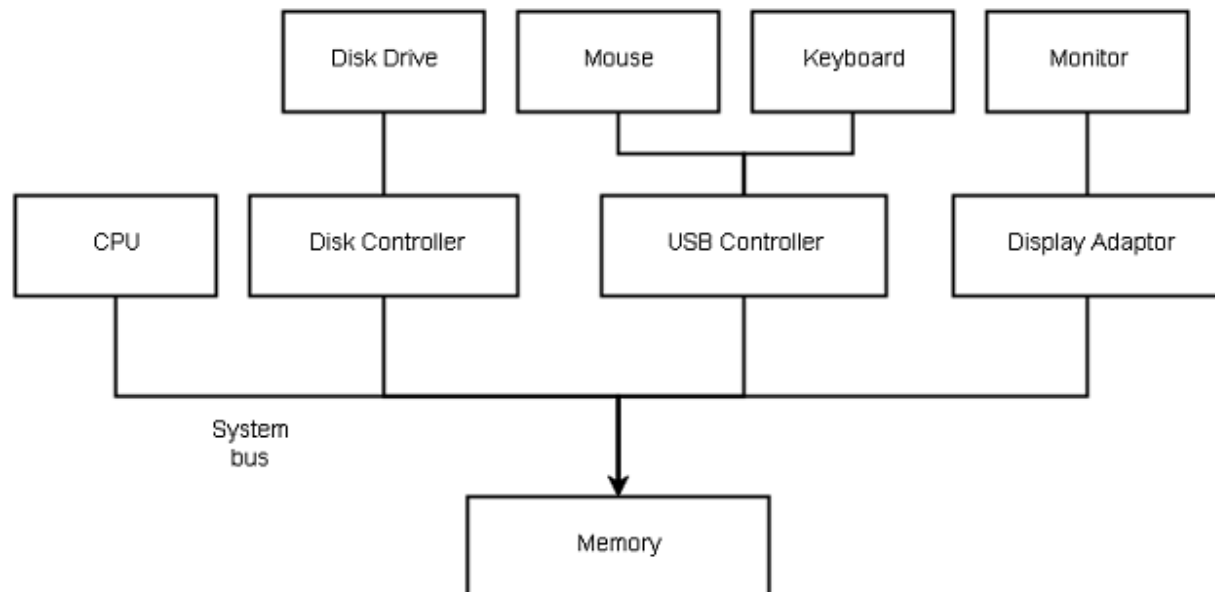 Disk Drive
Mouse
Keyboard
Monitor
CPU
Disk Controller
USB Controller
Display Adaptor
System
bus
Memory